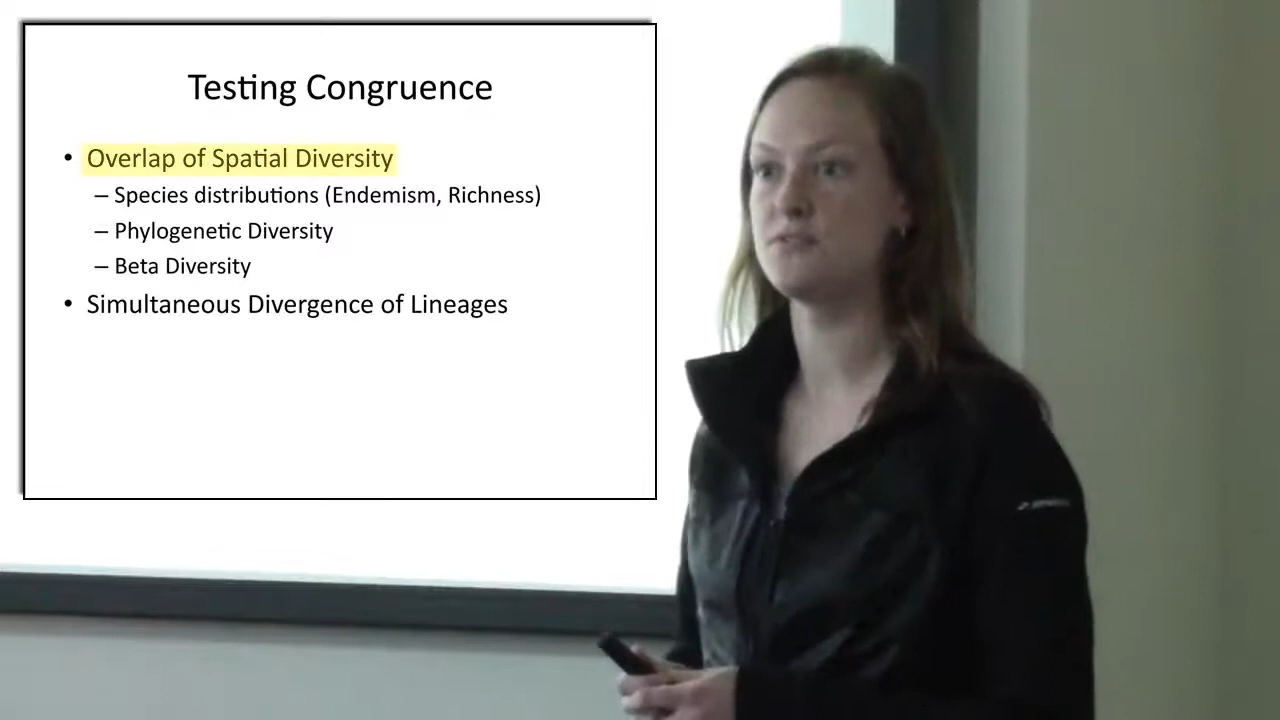 Testing Congruence
• Overlap of Spatial Diversity
– Species distributions (Endemism, Richness)
– Phylogenetic Diversity
– Beta Diversity
• Simultaneous Divergence of Lineages